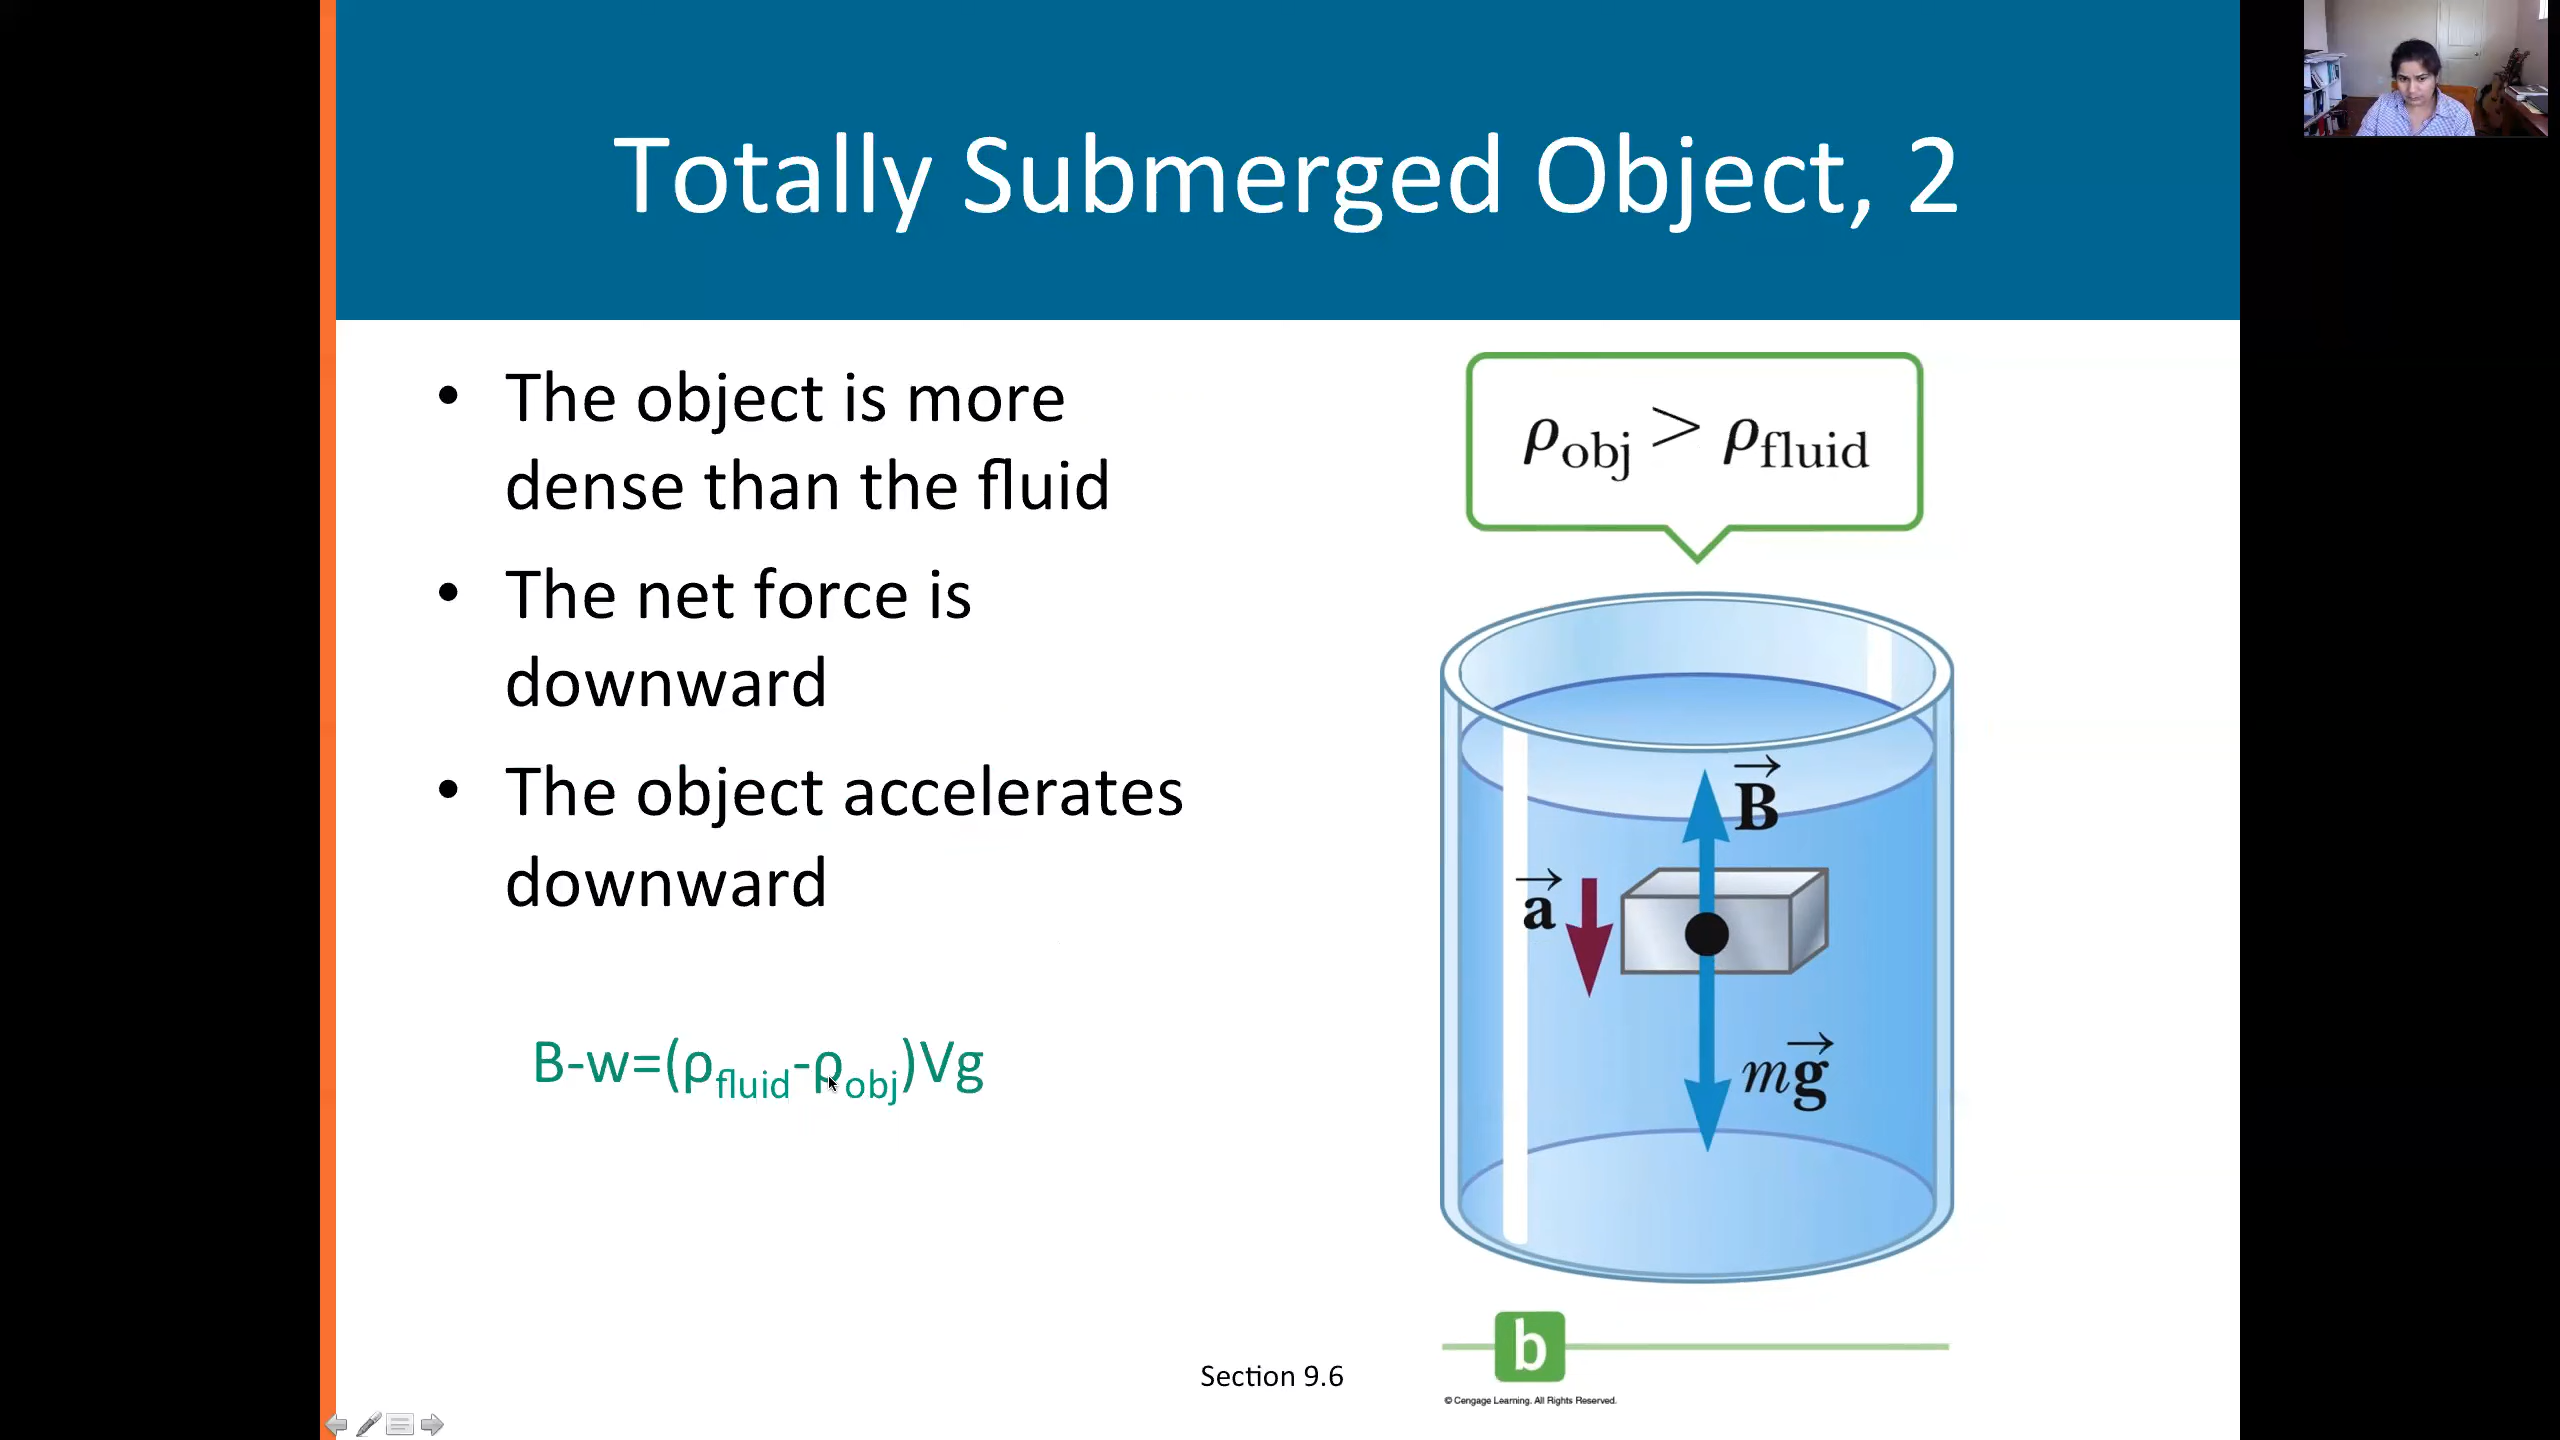 Totally Submerged Object, 2
• The object is more
dense than the fluid
• The net force is
downward
• The object accelerates
downward
B-w=(ρfluid-ρobj)Vg
ρobj > ρfluid
B
a
mg
b
© Cengage Learning. All Rights Reserved.
Section 9.6